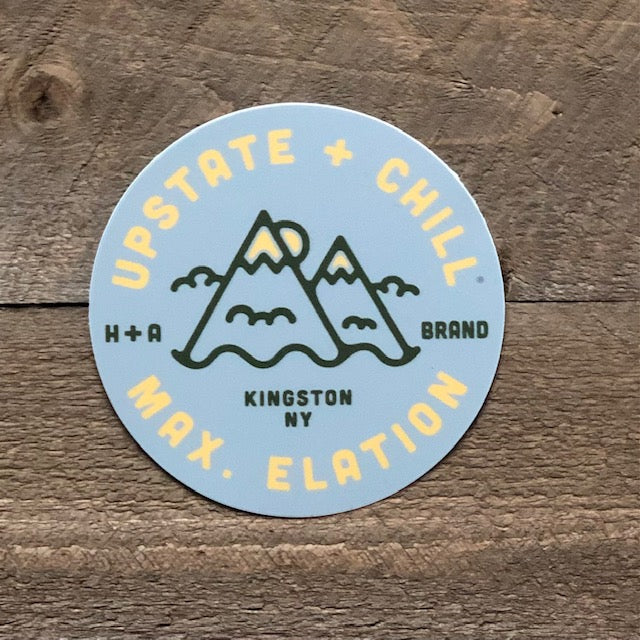 UPSTATE + CHILL
H+A
BRAND
KINGSTON
NY
MAX. ELATION